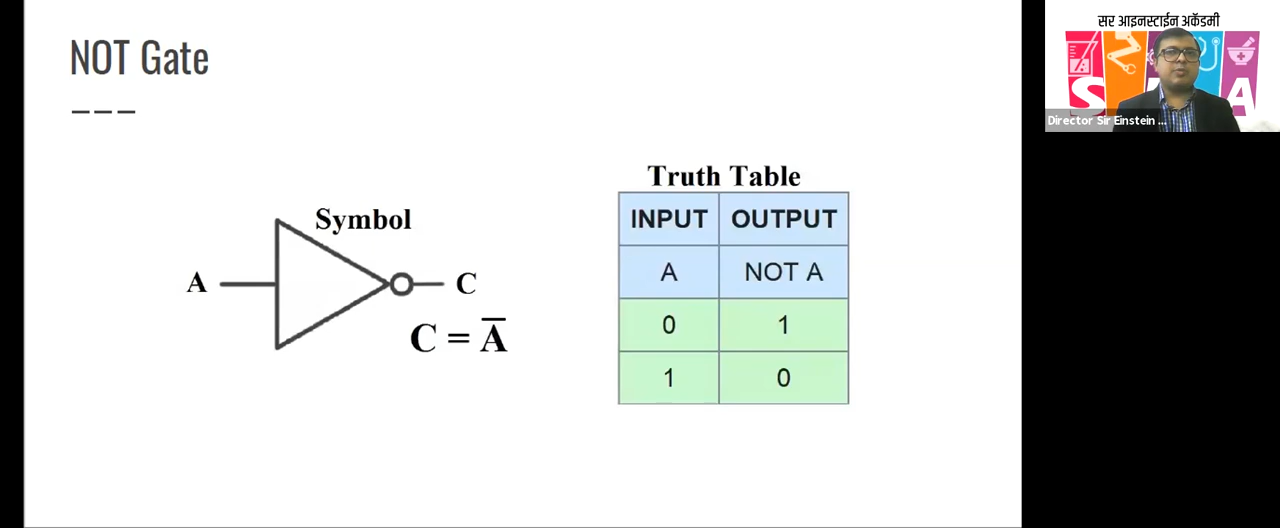 NOT Gate
Symbol
A
C
C = A̅
Truth Table
INPUT OUTPUT
A NOT A
0 1
1 0
सर आइनस्टाईन अकॅडमी
S
A
Director Sir Einstein ...